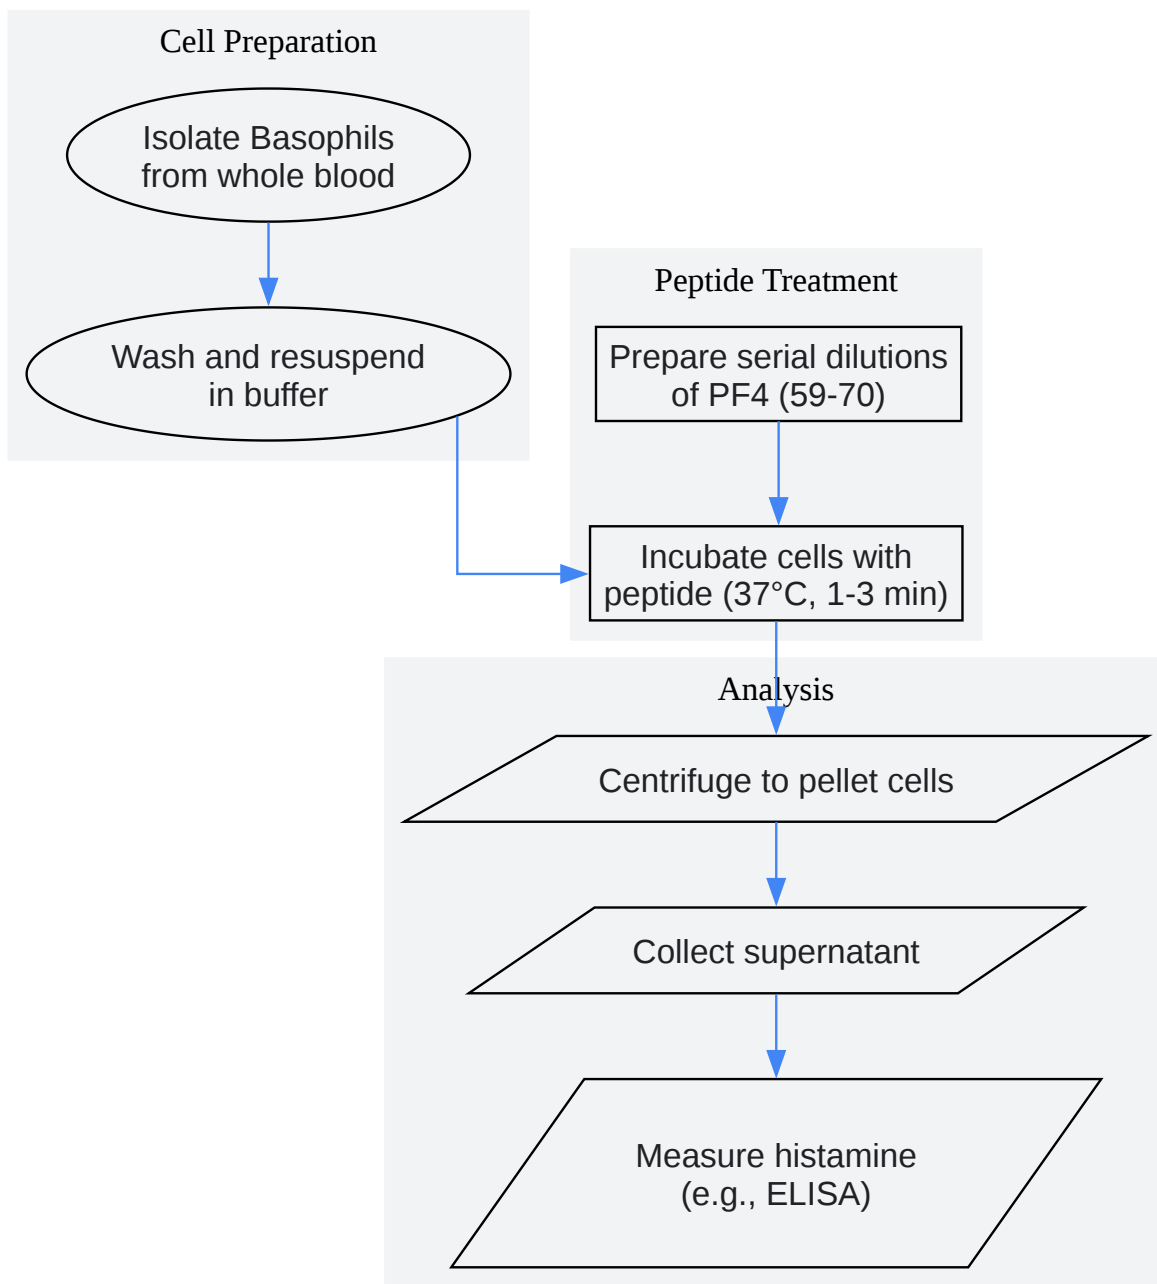 Cell Preparation
Isolate Basophils
from whole blood
Wash and resuspend
in buffer
Peptide Treatment
Prepare serial dilutions
of PF4 (59-70)
Incubate cells with
peptide (37°C, 1-3 min)
Analysis
Centrifuge to pellet cells
Collect supernatant
Measure histamine
(e.g., ELISA)